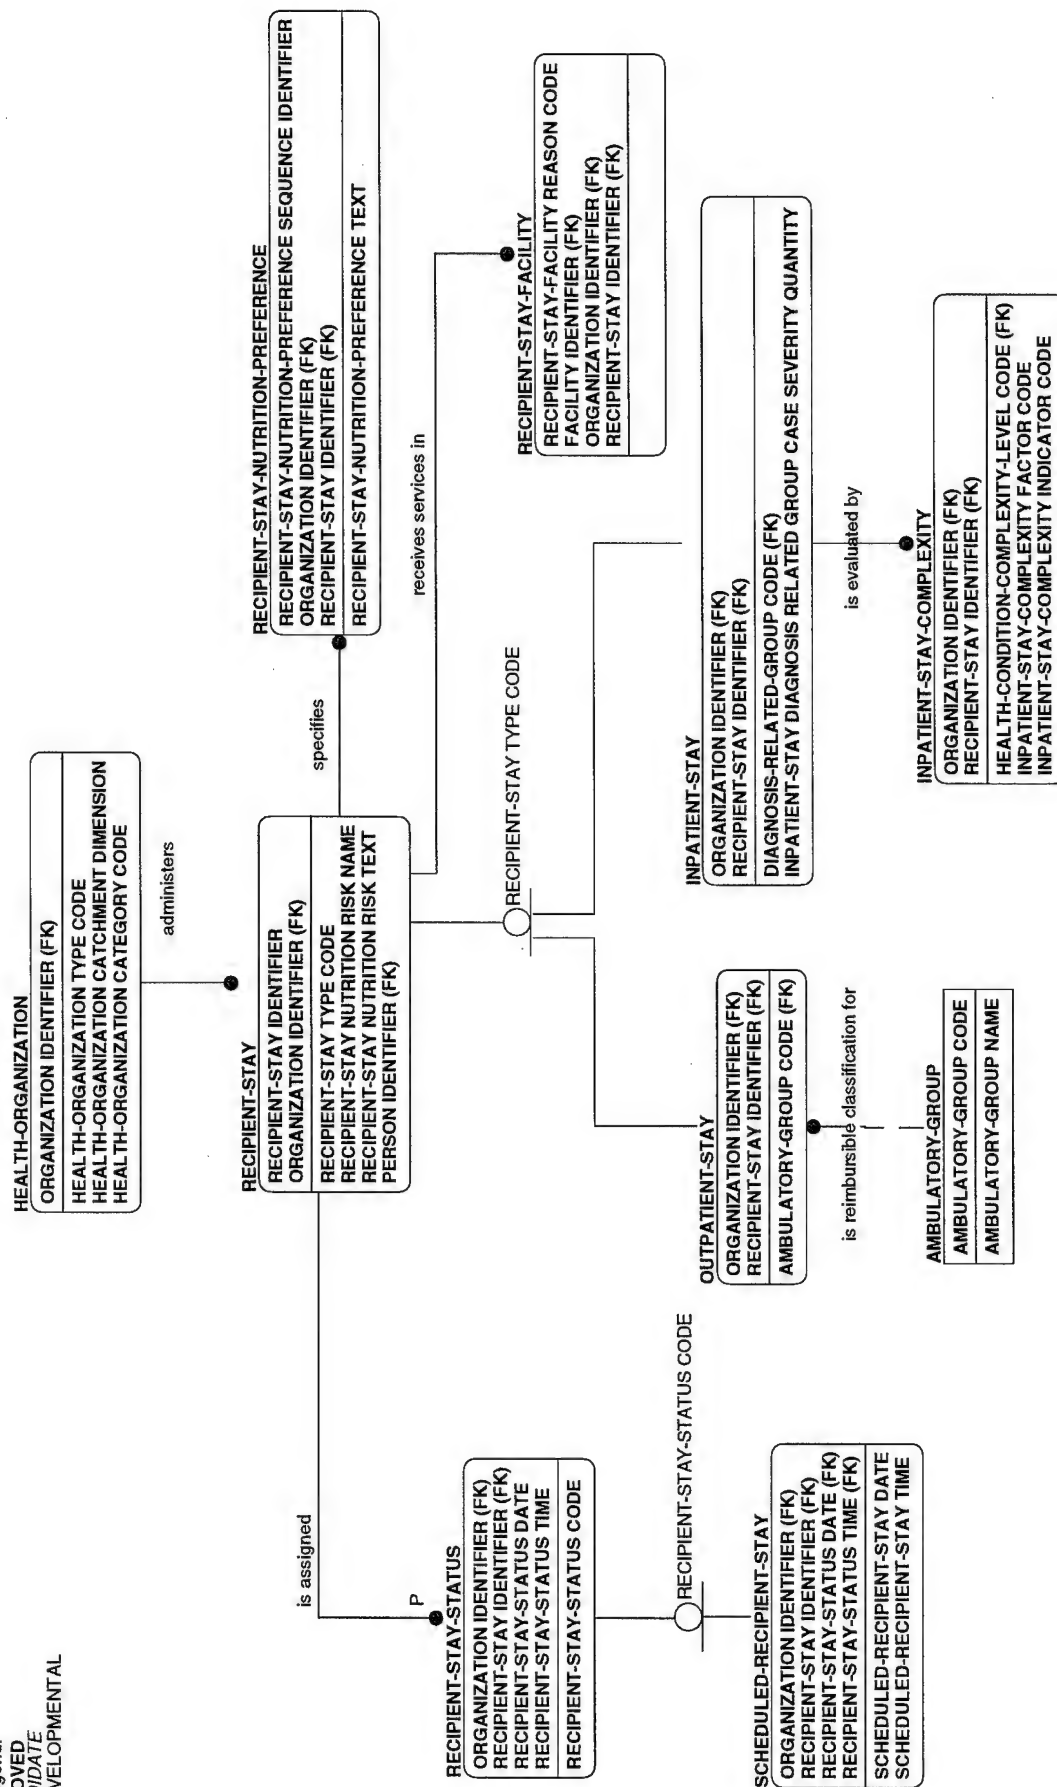 HEALTH-ORGANIZATION
ORGANIZATION IDENTIFIER (FK)
HEALTH-ORGANIZATION TYPE CODE
HEALTH-ORGANIZATION CATCHMENT DIMENSION
HEALTH-ORGANIZATION CATEGORY CODE
administers
RECIPIENT-STAY
RECIPIENT-STAY IDENTIFIER
ORGANIZATION IDENTIFIER (FK)
RECIPIENT-STAY TYPE CODE
RECIPIENT-STAY NUTRITION RISK NAME
RECIPIENT-STAY NUTRITION RISK TEXT
PERSON IDENTIFIER (FK)
specifies
RECIPIENT-STAY-NUTRITION-PREFERENCE
RECIPIENT-STAY-NUTRITION-PREFERENCE SEQUENCE IDENTIFIER
ORGANIZATION IDENTIFIER (FK)
RECIPIENT-STAY IDENTIFIER (FK)
RECIPIENT-STAY-NUTRITION-PREFERENCE TEXT
receives services in
RECIPIENT-STAY-FACILITY
RECIPIENT-STAY-FACILITY REASON CODE
FACILITY IDENTIFIER (FK)
ORGANIZATION IDENTIFIER (FK)
RECIPIENT-STAY IDENTIFIER (FK)
is assigned
P
RECIPIENT-STAY-STATUS
ORGANIZATION IDENTIFIER (FK)
RECIPIENT-STAY IDENTIFIER (FK)
RECIPIENT-STAY-STATUS DATE
RECIPIENT-STAY-STATUS TIME
RECIPIENT-STAY-STATUS CODE
RECIPIENT-STAY-STATUS CODE
SCHEDULED-RECIPIENT-STAY
ORGANIZATION IDENTIFIER (FK)
RECIPIENT-STAY IDENTIFIER (FK)
RECIPIENT-STAY-STATUS DATE (FK)
RECIPIENT-STAY-STATUS TIME (FK)
SCHEDULED-RECIPIENT-STAY DATE
SCHEDULED-RECIPIENT-STAY TIME
RECIPIENT-STAY TYPE CODE
OUTPATIENT-STAY
ORGANIZATION IDENTIFIER (FK)
RECIPIENT-STAY IDENTIFIER (FK)
AMBULATORY-GROUP CODE (FK)
is reimbursible classification for
AMBULATORY-GROUP
AMBULATORY-GROUP CODE
AMBULATORY-GROUP NAME
INPATIENT-STAY
ORGANIZATION IDENTIFIER (FK)
RECIPIENT-STAY IDENTIFIER (FK)
DIAGNOSIS-RELATED-GROUP CODE (FK)
INPATIENT-STAY DIAGNOSIS RELATED GROUP CASE SEVERITY QUANTITY
is evaluated by
INPATIENT-STAY-COMPLEXITY
ORGANIZATION IDENTIFIER (FK)
RECIPIENT-STAY IDENTIFIER (FK)
HEALTH-CONDITION-COMPLEXITY-LEVEL CODE (FK)
INPATIENT-STAY-COMPLEXITY FACTOR CODE
INPATIENT-STAY-COMPLEXITY INDICATOR CODE